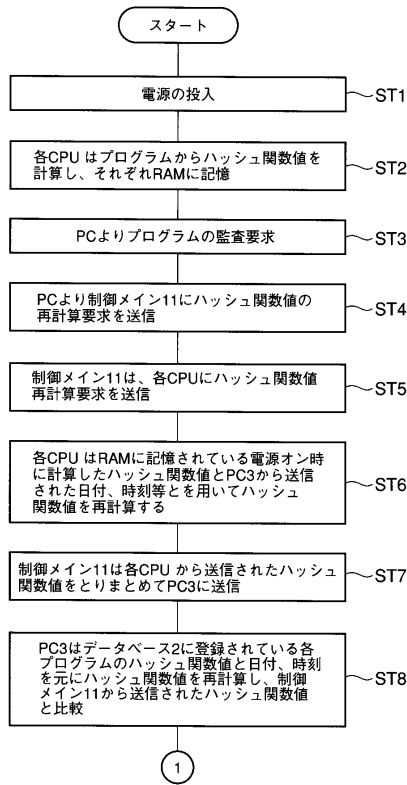 スタート
電源の投入
ST1
各CPU はプログラムからハッシュ関数値を
計算し、それぞれRAMに記憶
ST2
PCよりプログラムの監査要求
ST3
PCより制御メイン11にハッシュ関数値の
再計算要求を送信
ST4
制御メイン11は、各CPUにハッシュ関数値
再計算要求を送信
ST5
各CPU はRAMに記憶されている電源オン時
に計算したハッシュ関数値とPC3から送信
された日付、時刻等とを用いてハッシュ
関数値を再計算する
ST6
制御メイン11は各CPU から送信されたハッシュ
関数値をとりまとめてPC3に送信
ST7
PC3はデータベース2に登録されている各
プログラムのハッシュ関数値と日付、時刻
を元にハッシュ関数値を再計算し、制御
メイン11から送信されたハッシュ関数値
と比較
ST8
1